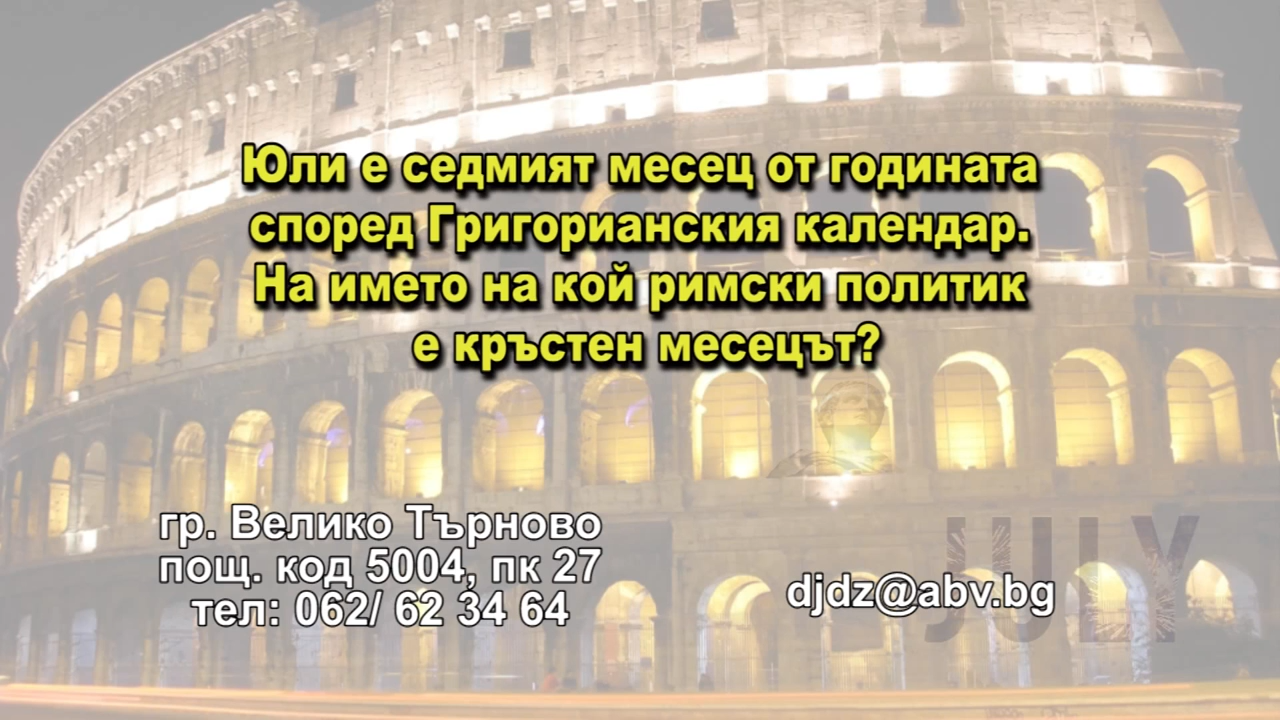 Юли е седмият месец от годината
според Григорианския календар.
На името на кой римски политик
е кръстен месецът?
гр. Велико Търново
пощ. код 5004, пк 27
тел: 062/ 62 34 64
djdz@abv.bg
JULY